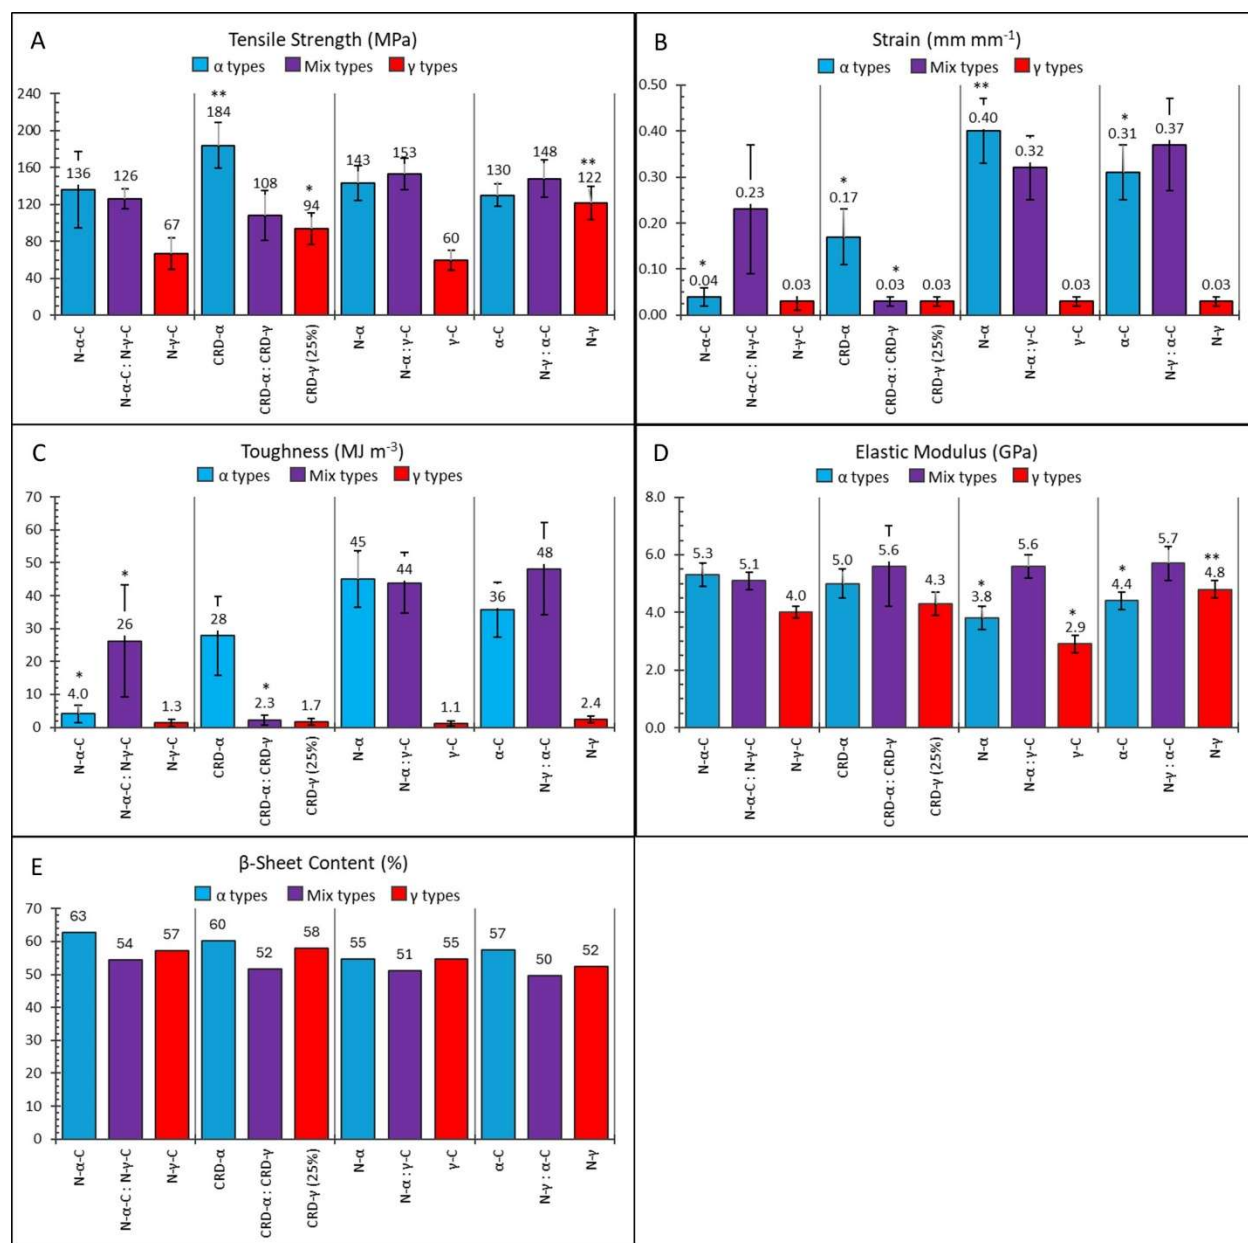 A
Tensile Strength (MPa)
α types Mix types γ types
240
200
160
120
80
40
0
**
184
136
126
67
108
*
94
143
153
60
130
148
**
122
N-α-C
N-α-C : N-γ-C
N-γ-C
CRD-α
CRD-α : CRD-γ
CRD-γ (25%)
N-α
N-α : γ-C
γ-C
α-C
N-γ : α-C
N-γ
B
Strain (mm mm-1)
α types Mix types γ types
0.50
0.40
0.30
0.20
0.10
0.00
*
0.04
0.23
0.03
*
0.17
*
0.03
0.03
**
0.40
0.32
0.03
*
0.31
0.37
0.03
N-α-C
N-α-C : N-γ-C
N-γ-C
CRD-α
CRD-α : CRD-γ
CRD-γ (25%)
N-α
N-α : γ-C
γ-C
α-C
N-γ : α-C
N-γ
C
Toughness (MJ m-3)
α types Mix types γ types
70
60
50
40
30
20
10
0
*
4.0
*
26
1.3
28
*
2.3
1.7
45
44
1.1
36
48
2.4
N-α-C
N-α-C : N-γ-C
N-γ-C
CRD-α
CRD-α : CRD-γ
CRD-γ (25%)
N-α
N-α : γ-C
γ-C
α-C
N-γ : α-C
N-γ
D
Elastic Modulus (GPa)
α types Mix types γ types
8.0
6.0
4.0
2.0
0.0
5.3
5.1
4.0
5.0
5.6
4.3
*
3.8
5.6
*
2.9
*
4.4
5.7
**
4.8
N-α-C
N-α-C : N-γ-C
N-γ-C
CRD-α
CRD-α : CRD-γ
CRD-γ (25%)
N-α
N-α : γ-C
γ-C
α-C
N-γ : α-C
N-γ
E
β-Sheet Content (%)
α types Mix types γ types
70
60
50
40
30
20
10
0
63
54
57
60
52
58
55
51
55
57
50
52
N-α-C
N-α-C : N-γ-C
N-γ-C
CRD-α
CRD-α : CRD-γ
CRD-γ (25%)
N-α
N-α : γ-C
γ-C
α-C
N-γ : α-C
N-γ